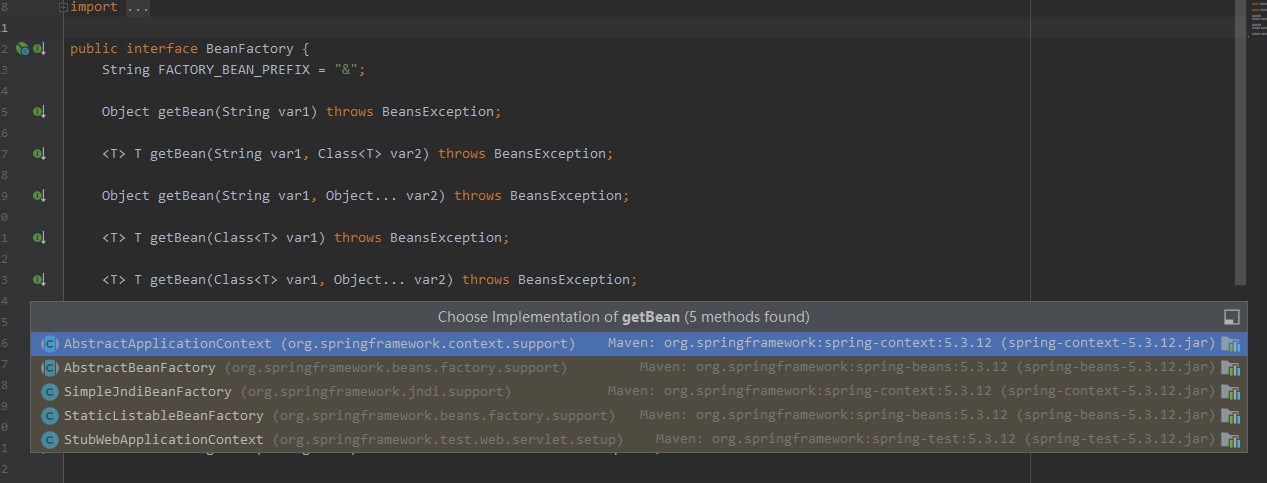 8 import ...
1
2 public interface BeanFactory {
3 String FACTORY_BEAN_PREFIX = "&";
4
5 Object getBean(String var1) throws BeansException;
6
7 <T> T getBean(String var1, Class<T> var2) throws BeansException;
8
9 Object getBean(String var1, Object... var2) throws BeansException;
0
1 <T> T getBean(Class<T> var1) throws BeansException;
2
3 <T> T getBean(Class<T> var1, Object... var2) throws BeansException;
4
5 Choose Implementation of getBean (5 methods found)
6 AbstractApplicationContext (org.springframework.context.support) Maven: org.springframework:spring-context:5.3.12 (spring-context-5.3.12.jar)
7 AbstractBeanFactory (org.springframework.beans.factory.support) Maven: org.springframework:spring-beans:5.3.12 (spring-beans-5.3.12.jar)
8 SimpleJndiBeanFactory (org.springframework.jndi.support) Maven: org.springframework:spring-context:5.3.12 (spring-context-5.3.12.jar)
9 StaticListableBeanFactory (org.springframework.beans.factory.support) Maven: org.springframework:spring-beans:5.3.12 (spring-beans-5.3.12.jar)
0 StubWebApplicationContext (org.springframework.test.web.servlet.setup) Maven: org.springframework:spring-test:5.3.12 (spring-test-5.3.12.jar)
1
2